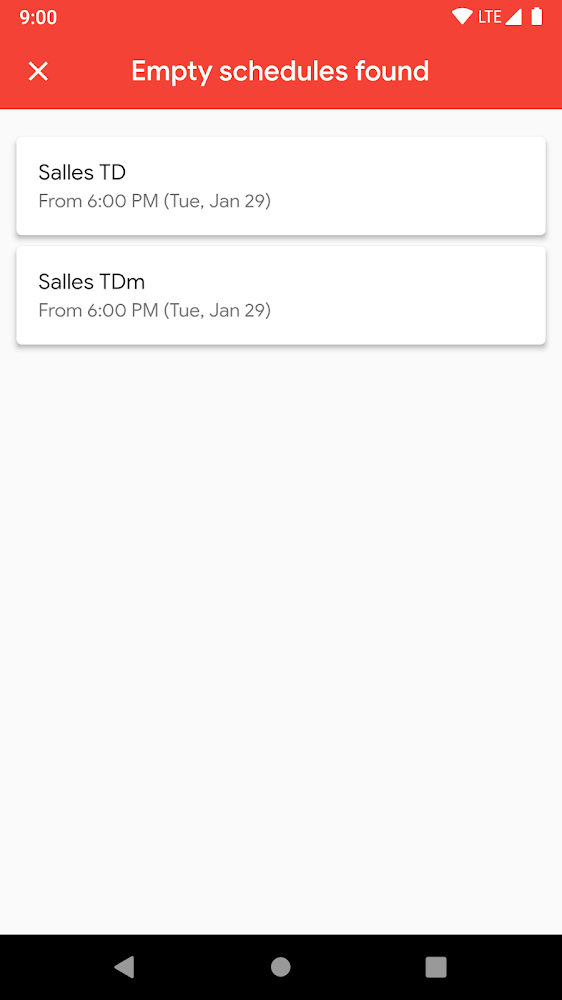 9:00 LTE
Empty schedules found
Salles TD
From 6:00 PM (Tue, Jan 29)
Salles TDm
From 6:00 PM (Tue, Jan 29)